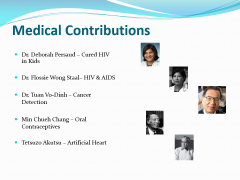 Medical Contributions
Dr. Deborah Persaud – Cured HIV
in Kids
Dr. Flossie Wong Staal– HIV & AIDS
Dr. Tuan Vo-Dinh – Cancer
Detection
Min Chueh Chang – Oral
Contraceptives
Tetsuzo Akutsu – Artificial Heart